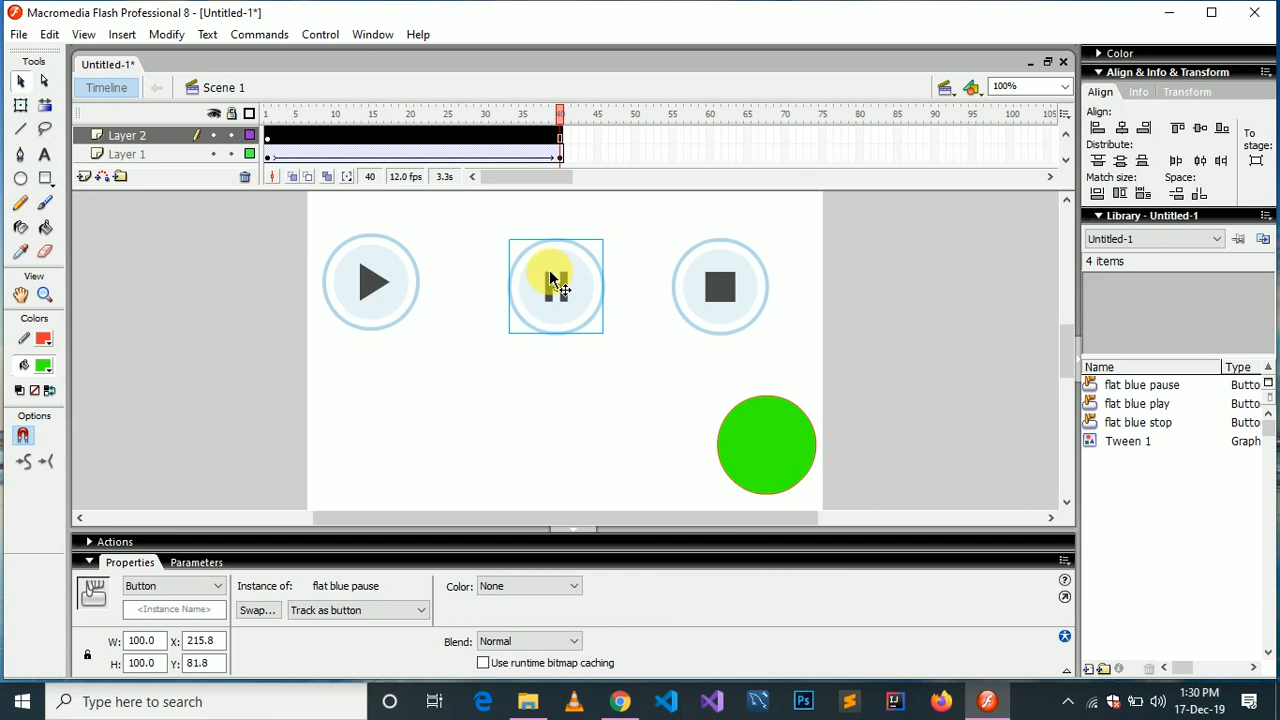 Macromedia Flash Professional 8 - [Untitled-1*]
File Edit View Insert Modify Text Commands Control Window Help
Tools
Untitled-1*
Color
Timeline
Scene 1
100%
Align & Info & Transform
Align Info Transform
Align:
1 5 10 15 20 25 30 35 40 45 50 55 60 65 70 75 80 85 90 95 100 105
Layer 2
To stage:
Distribute:
Layer 1
Match size: Space:
40 12.0 fps 3.3s
Library - Untitled-1
Untitled-1
4 items
View
Colors
Name Type
flat blue pause Butto
flat blue play Butto
flat blue stop Butto
Tween 1 Graph
Options
Actions
Properties Parameters
Button
Instance of: flat blue pause
Color: None
<Instance Name>
Swap...
Track as button
W: 100.0 X: 215.8
Blend: Normal
H: 100.0 Y: 81.8
Use runtime bitmap caching
Type here to search
Ps
IJ
1:30 PM
17-Dec-19